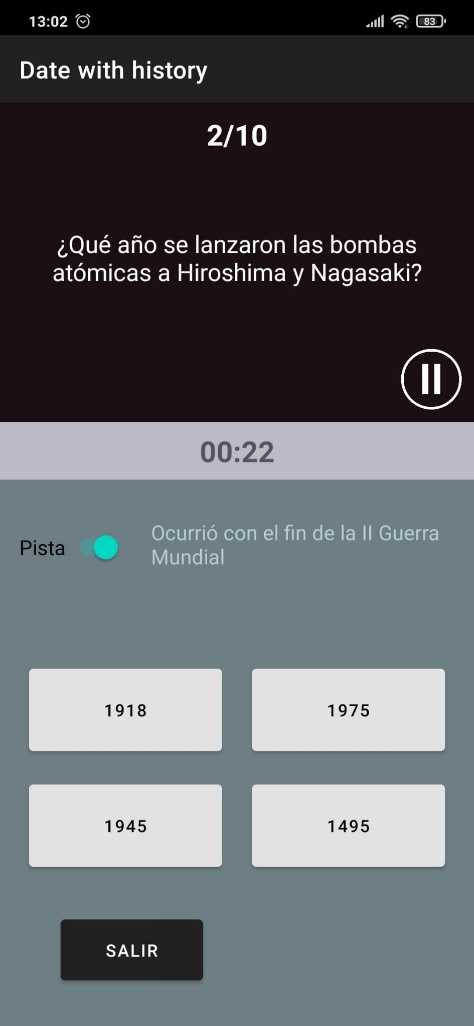 13:02
83
Date with history
2/10
¿Qué año se lanzaron las bombas
atómicas a Hiroshima y Nagasaki?
00:22
Pista
Ocurrió con el fin de la II Guerra
Mundial
1918
1975
1945
1495
SALIR